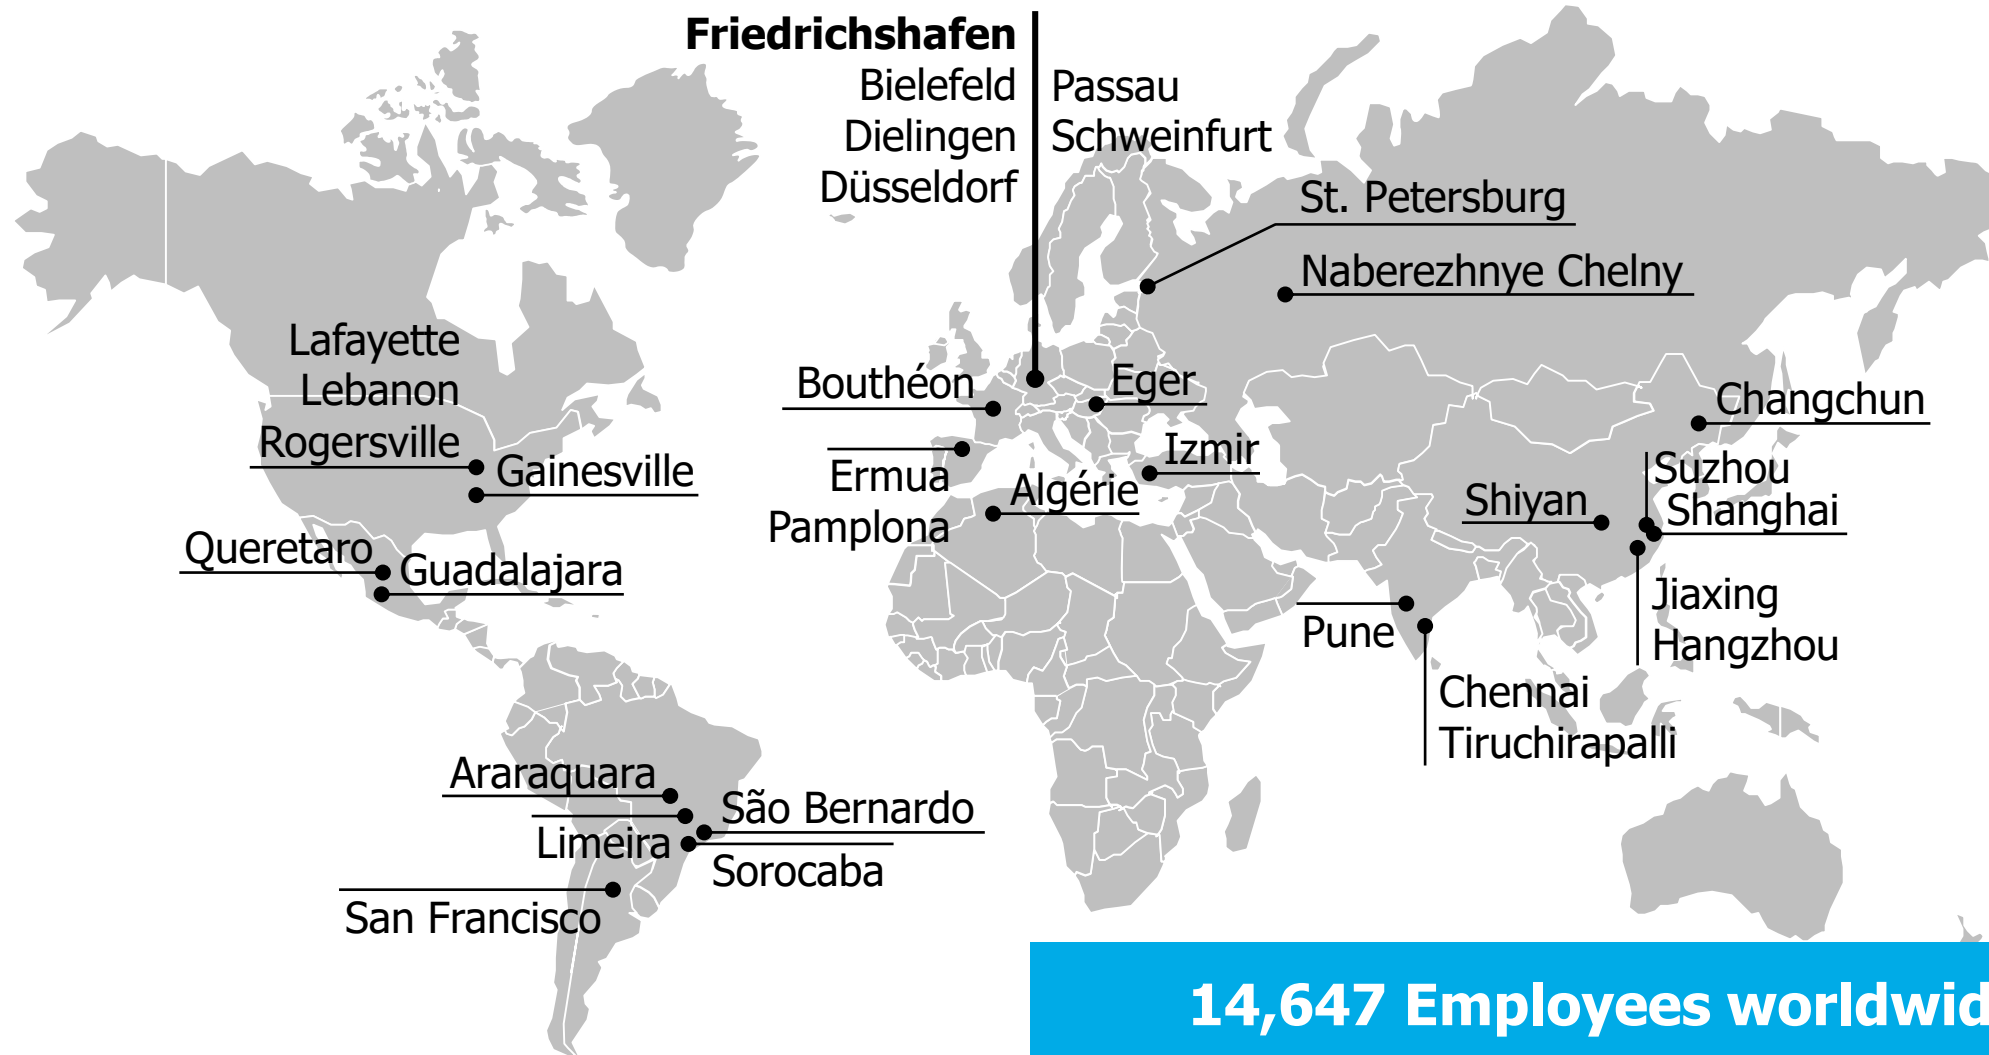 Friedrichshafen
Bielefeld
Dielingen
Düsseldorf
Passau
Schweinfurt
St. Petersburg
Naberezhnye Chelny
Lafayette
Lebanon
Rogersville
Gainesville
Queretaro
Guadalajara
Bouthéon
Eger
Ermua
Pamplona
Algérie
Izmir
Changchun
Suzhou
Shanghai
Shiyan
Jiaxing
Hangzhou
Pune
Chennai
Tiruchirapalli
Araraquara
São Bernardo
Limeira
Sorocaba
San Francisco
14,647 Employees worldwid